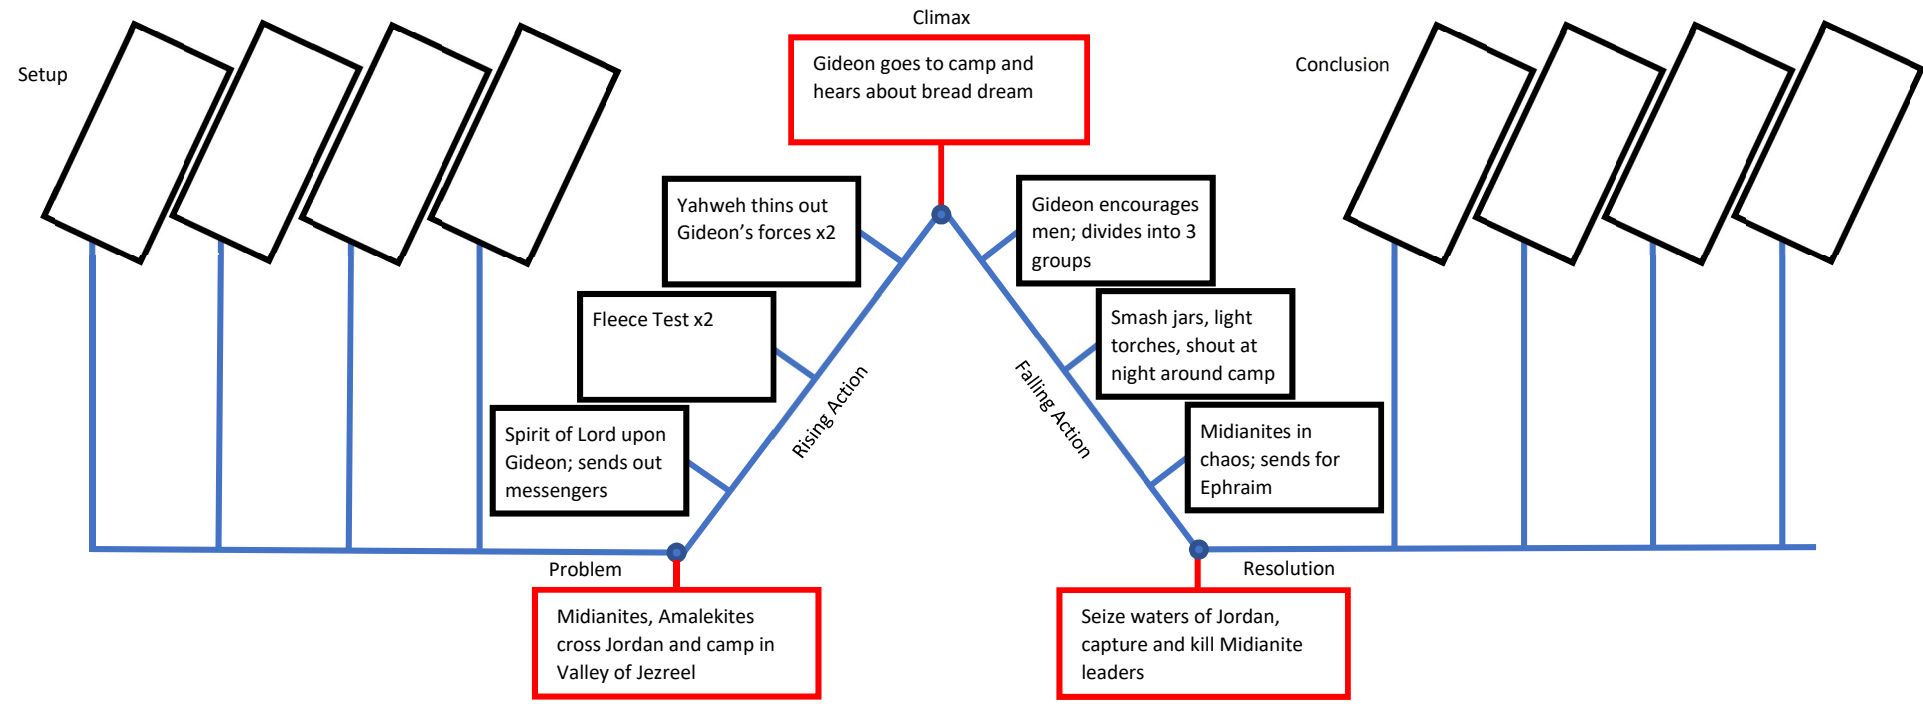 Setup
Climax
Gideon goes to camp and
hears about bread dream
Conclusion
Yahweh thins out
Gideon’s forces x2
Fleece Test x2
Spirit of Lord upon
Gideon; sends out
messengers
Rising Action
Gideon encourages
men; divides into 3
groups
Smash jars, light
torches, shout at
night around camp
Midianites in
chaos; sends for
Ephraim
Falling Action
Problem
Midianites, Amalekites
cross Jordan and camp in
Valley of Jezreel
Resolution
Seize waters of Jordan,
capture and kill Midianite
leaders